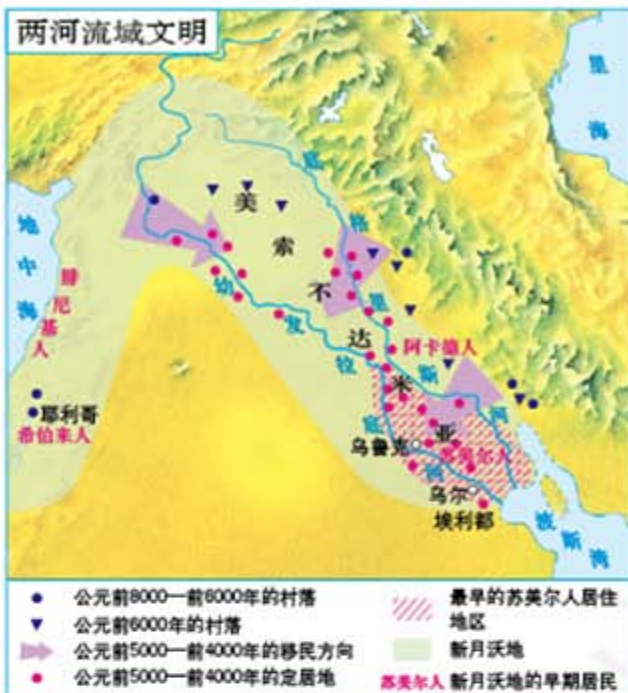 两河流域文明
里海
地中海
腓尼基人
美索不达米亚
底格里斯河
幼发拉底河
阿卡德人
耶利哥
希伯来人
乌鲁克
苏美尔人
乌尔
埃利都
波斯湾
公元前8000—前6000年的村落
公元前6000年的村落
公元前5000—前4000年的移民方向
公元前5000—前4000年的定居地
最早的苏美尔人居住
地区
新月沃地
苏美尔人 新月沃地的早期居民